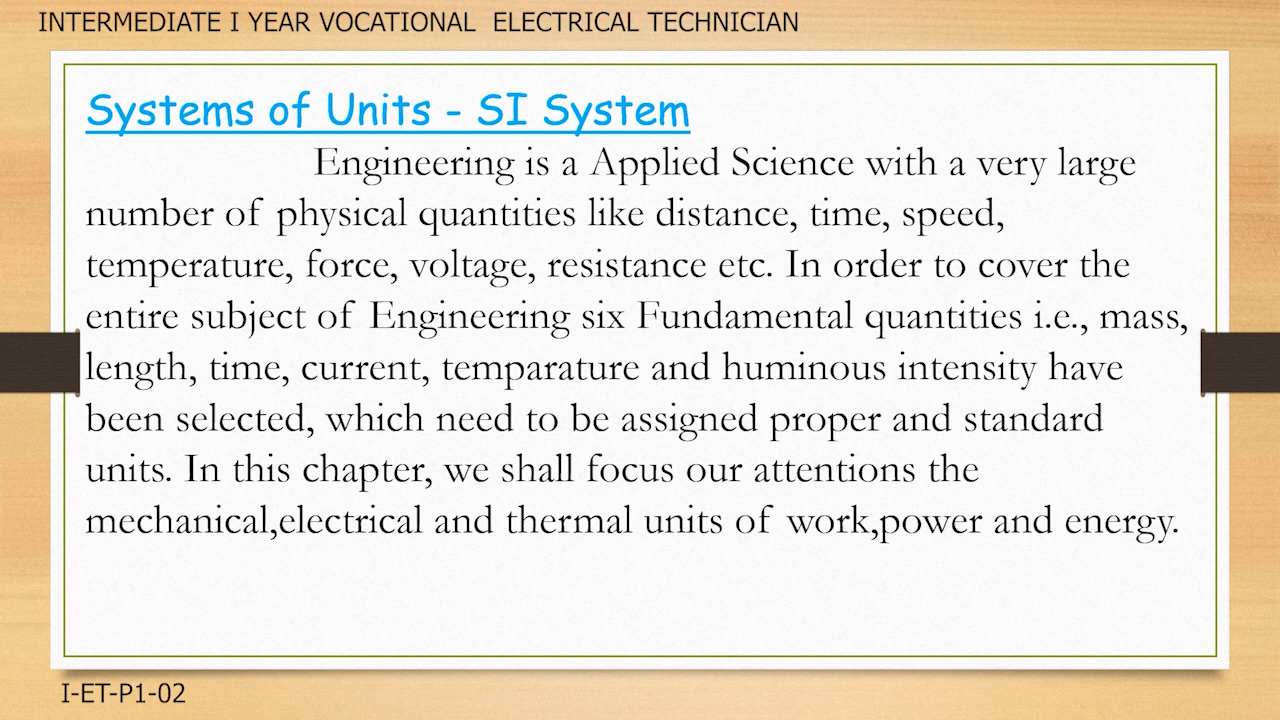 INTERMEDIATE I YEAR VOCATIONAL ELECTRICAL TECHNICIAN
Systems of Units - SI System
Engineering is a Applied Science with a very large
number of physical quantities like distance, time, speed,
temperature, force, voltage, resistance etc. In order to cover the
entire subject of Engineering six Fundamental quantities i.e., mass,
length, time, current, temparature and huminous intensity have
been selected, which need to be assigned proper and standard
units. In this chapter, we shall focus our attentions the
mechanical,electrical and thermal units of work,power and energy.
I-ET-P1-02